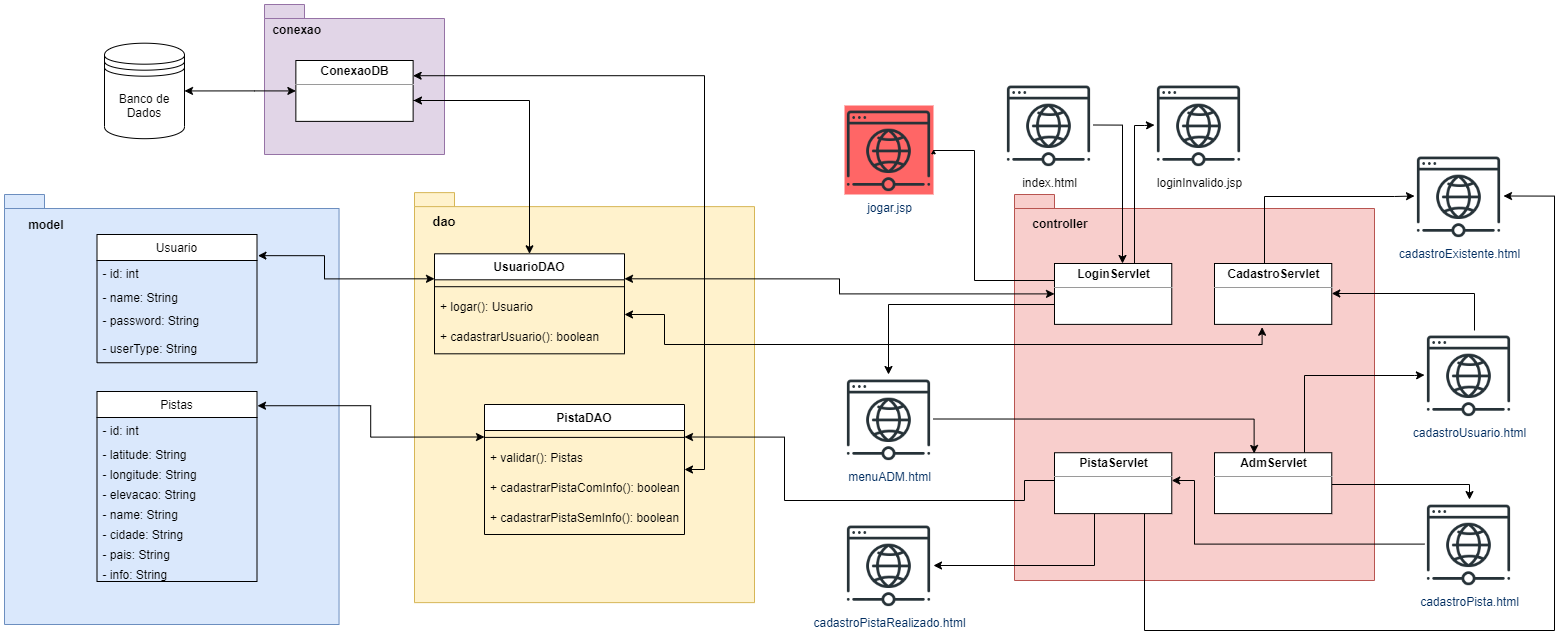 conexao
ConexaoDB
Banco de
Dados
index.html
loginInvalido.jsp
jogar.jsp
cadastroExistente.html
model
Usuario
- id: int
- name: String
- password: String
- userType: String
Pistas
- id: int
- latitude: String
- longitude: String
- elevacao: String
- name: String
- cidade: String
- pais: String
- info: String
dao
UsuarioDAO
+ logar(): Usuario
+ cadastrarUsuario(): boolean
PistaDAO
+ validar(): Pistas
+ cadastrarPistaComInfo(): boolean
+ cadastrarPistaSemInfo(): boolean
controller
LoginServlet
CadastroServlet
PistaServlet
AdmServlet
menuADM.html
cadastroUsuario.html
cadastroPista.html
cadastroPistaRealizado.html